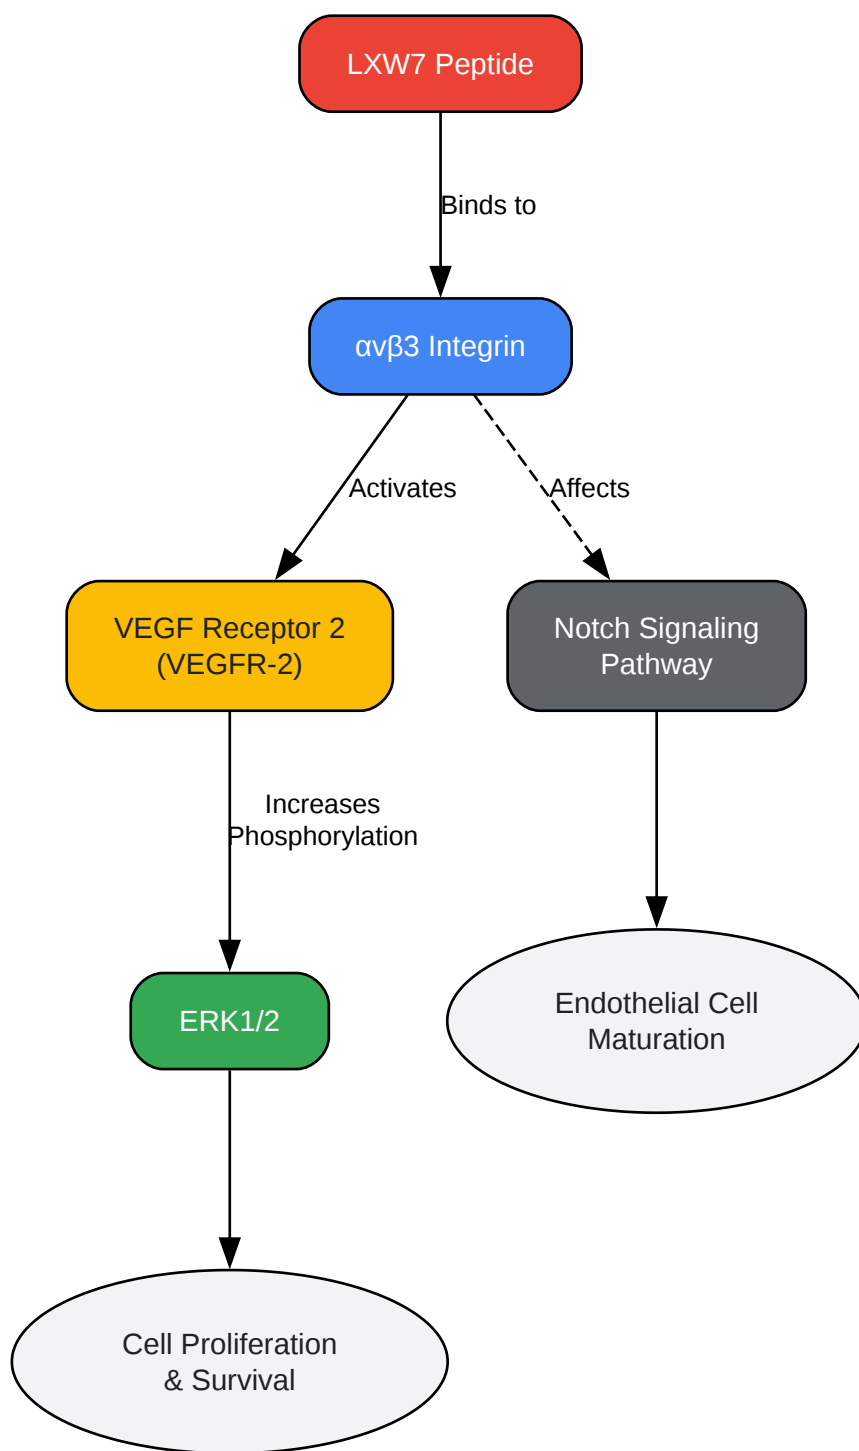 LXW7 Peptide
Binds to
αvβ3 Integrin
Activates
Affects
VEGF Receptor 2
(VEGFR-2)
Notch Signaling
Pathway
Increases
Phosphorylation
Endothelial Cell
Maturation
ERK1/2
Cell Proliferation
& Survival